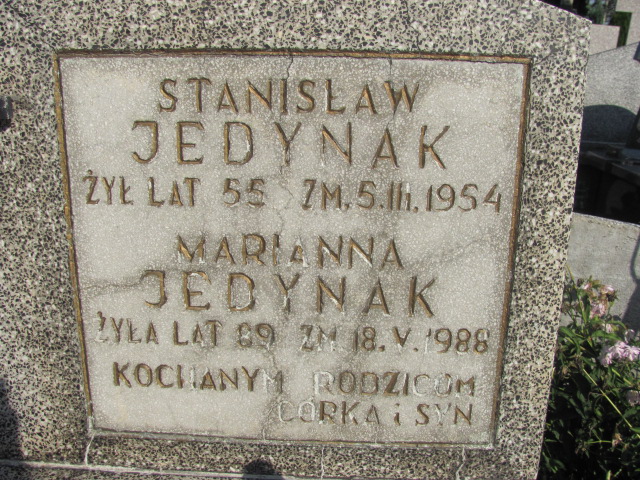 STANISŁAW
JEDYNAK
ŻYŁ LAT 55 ZM. 5.III.1954
MARIANNA
JEDYNAK
ŻYŁA LAT 89 ZM 18.V.1988
KOCHANYM RODZICOM
CÓRKA i SYN